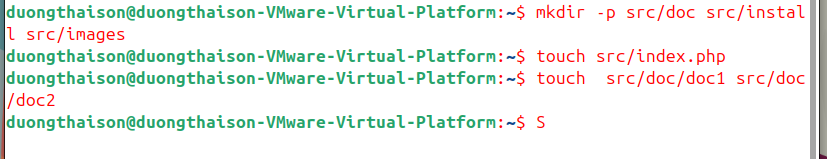 duongthaison@duongthaison-VMware-Virtual-Platform:~$ mkdir -p src/doc src/instal
l src/images
duongthaison@duongthaison-VMware-Virtual-Platform:~$ touch src/index.php
duongthaison@duongthaison-VMware-Virtual-Platform:~$ touch  src/doc/doc1 src/doc
/doc2
duongthaison@duongthaison-VMware-Virtual-Platform:~$ S